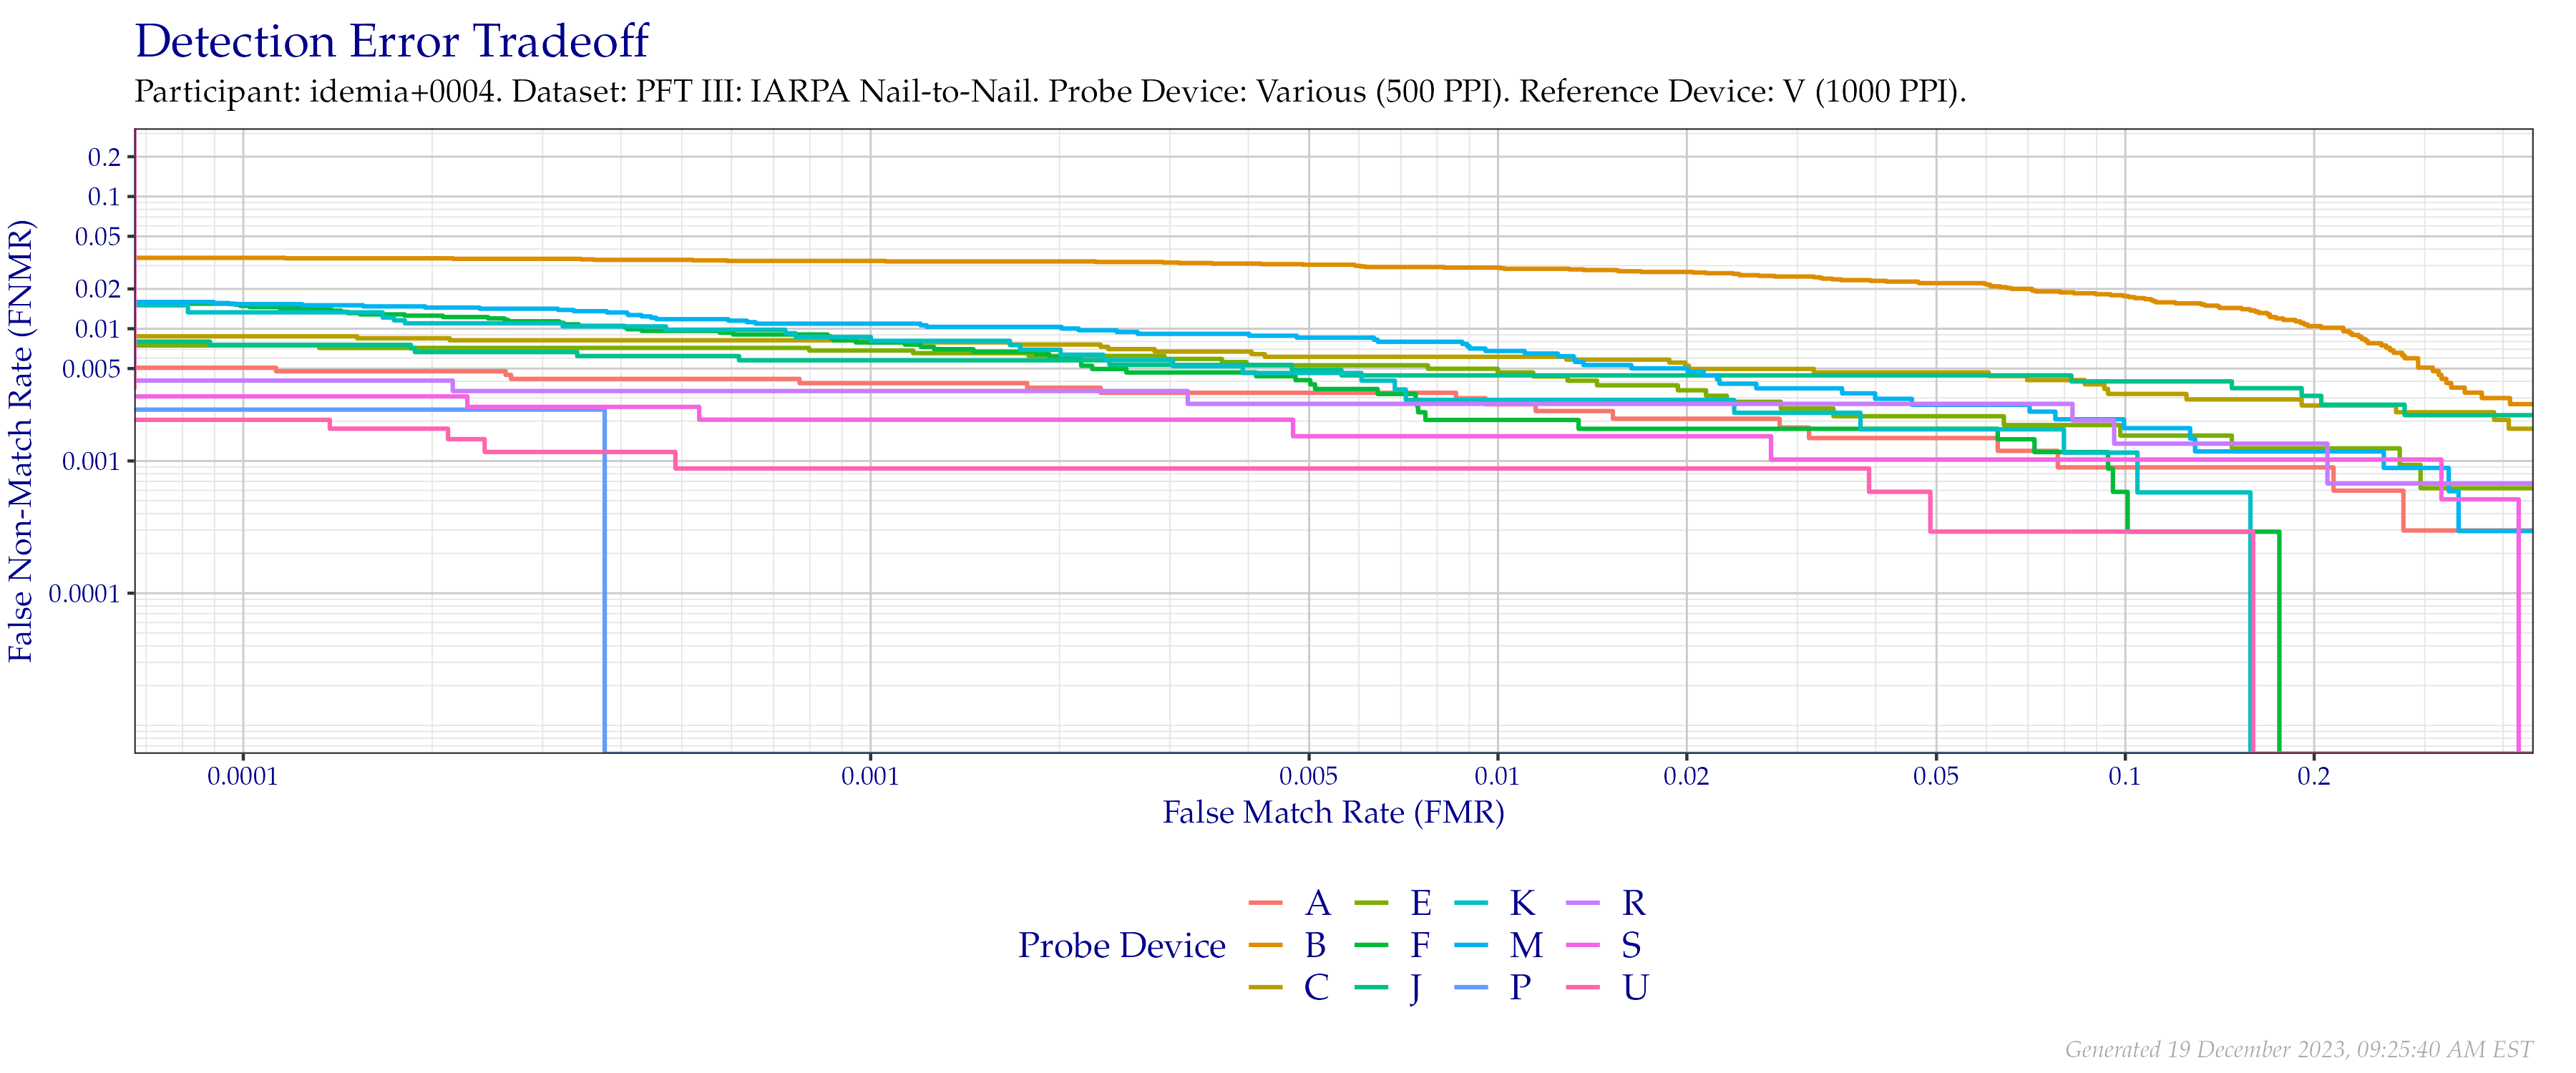 Detection Error Tradeoff
Participant: idemia+0004. Dataset: PFT III: IARPA Nail-to-Nail. Probe Device: Various (500 PPI). Reference Device: V (1000 PPI).
False Non-Match Rate (FNMR)
0.2
0.1
0.05
0.02
0.01
0.005
0.001
0.0001
0.0001 0.001 0.005 0.01 0.02 0.05 0.1 0.2
False Match Rate (FMR)
Probe Device
A E K R
B F M S
C J P U
Generated 19 December 2023, 09:25:40 AM EST